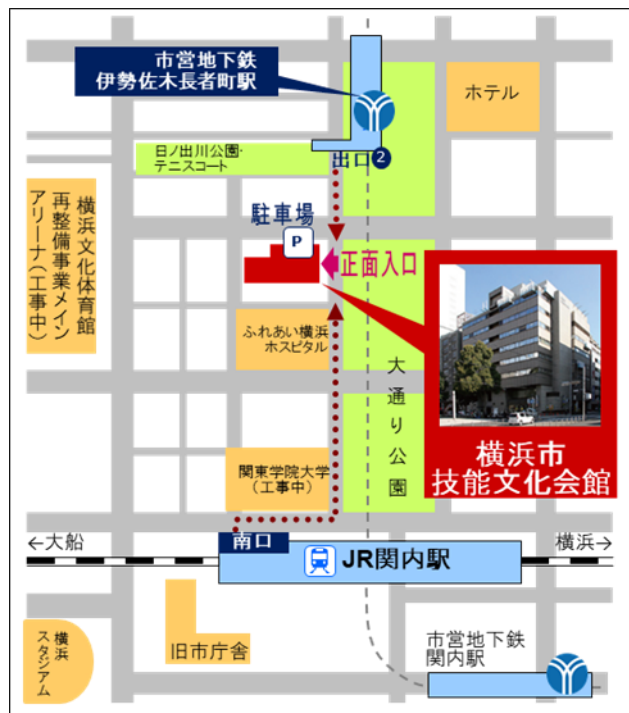 市営地下鉄
伊勢佐木長者町駅
ホテル
日ノ出川公園・
テニスコート
出口2
横浜文化体育館
再整備事業メイン
アリーナ(工事中)
駐車場
P
正面入口
ふれあい横浜
ホスピタル
大通り公園
横浜市
技能文化会館
関東学院大学
(工事中)
←大船
南口
横浜→
JR関内駅
横浜
スタジアム
旧市庁舎
市営地下鉄
関内駅